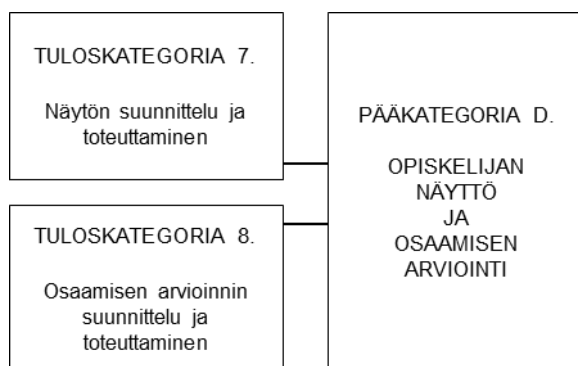 TULOSKATEGORIA 7.
Näytön suunnittelu ja
toteuttaminen
TULOSKATEGORIA 8.
Osaamisen arvioinnin
suunnittelu ja
toteuttaminen
PÄÄKATEGORIA D.
OPISKELIJAN
NÄYTTÖ
JA
OSAAMISEN
ARVIOINTI